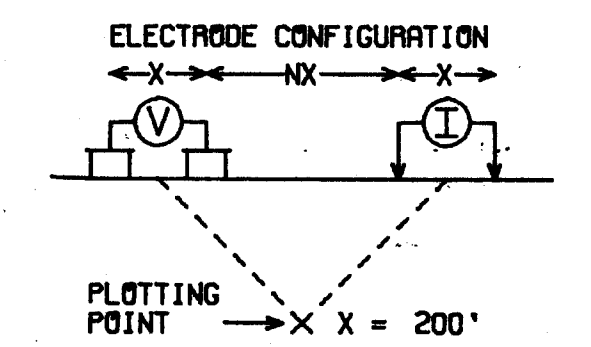 ELECTRODE CONFIGURATION
X NX X
V I
PLOTTING
POINT X = 200'